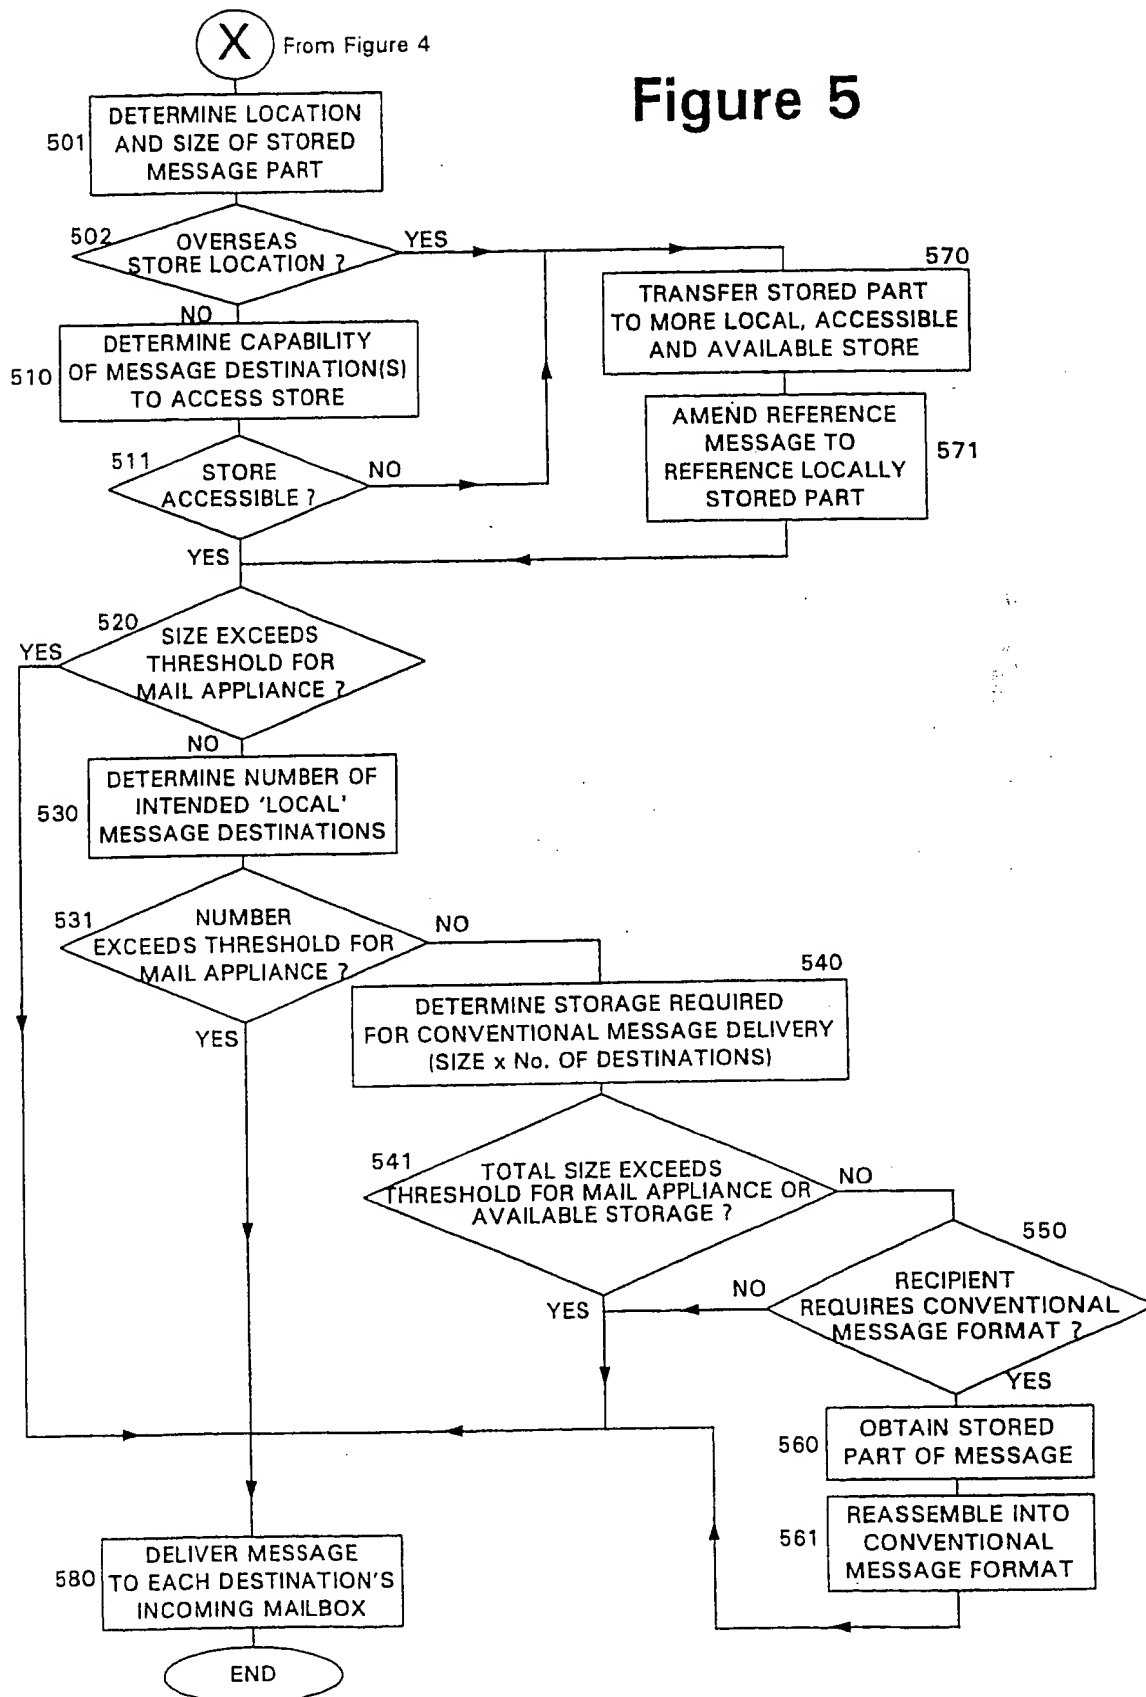 X
From Figure 4
Figure 5
501
DETERMINE LOCATION
AND SIZE OF STORED
MESSAGE PART
502
OVERSEAS
STORE LOCATION ?
YES
NO
570
TRANSFER STORED PART
TO MORE LOCAL, ACCESSIBLE
AND AVAILABLE STORE
510
DETERMINE CAPABILITY
OF MESSAGE DESTINATION(S)
TO ACCESS STORE
571
AMEND REFERENCE
MESSAGE TO
REFERENCE LOCALLY
STORED PART
511
STORE
ACCESSIBLE ?
NO
YES
520
SIZE EXCEEDS
THRESHOLD FOR
MAIL APPLIANCE ?
YES
NO
530
DETERMINE NUMBER OF
INTENDED 'LOCAL'
MESSAGE DESTINATIONS
531
NUMBER
EXCEEDS THRESHOLD FOR
MAIL APPLIANCE ?
NO
YES
540
DETERMINE STORAGE REQUIRED
FOR CONVENTIONAL MESSAGE DELIVERY
(SIZE x No. OF DESTINATIONS)
541
TOTAL SIZE EXCEEDS
THRESHOLD FOR MAIL APPLIANCE OR
AVAILABLE STORAGE ?
NO
YES
550
RECIPIENT
REQUIRES CONVENTIONAL
MESSAGE FORMAT ?
NO
YES
560
OBTAIN STORED
PART OF MESSAGE
561
REASSEMBLE INTO
CONVENTIONAL
MESSAGE FORMAT
580
DELIVER MESSAGE
TO EACH DESTINATION'S
INCOMING MAILBOX
END